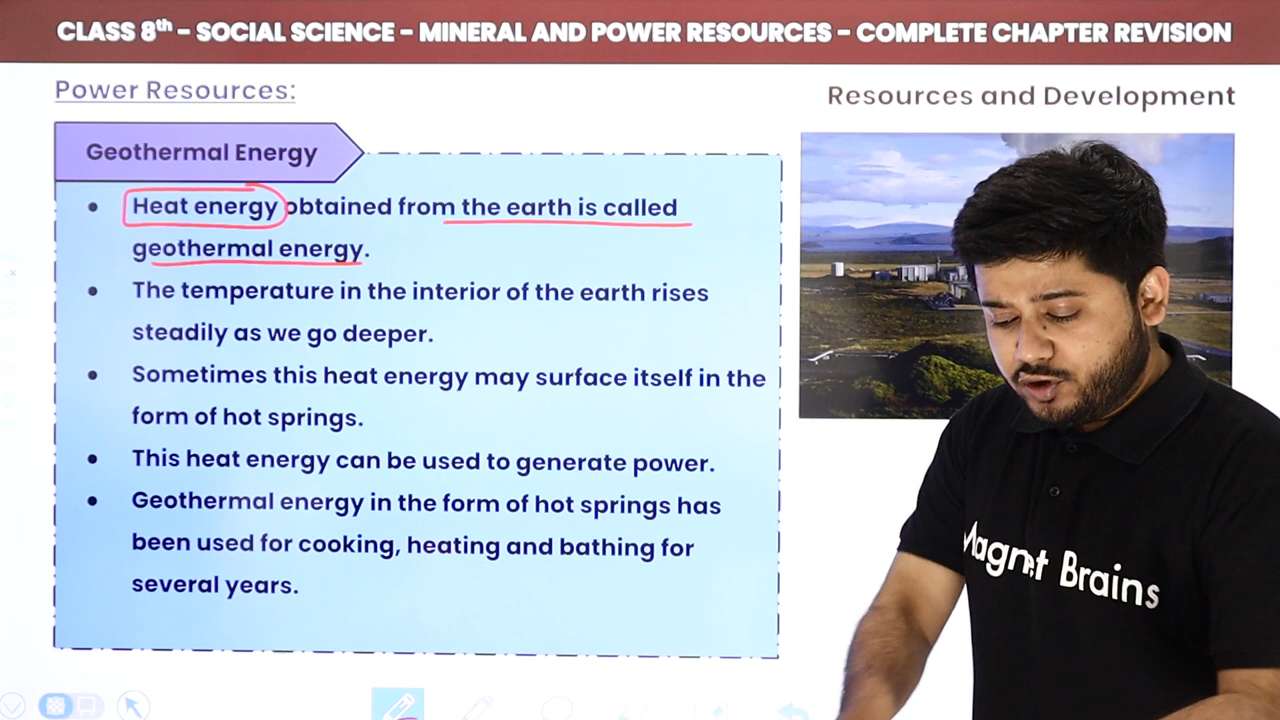 CLASS 8th – SOCIAL SCIENCE – MINERAL AND POWER RESOURCES – COMPLETE CHAPTER REVISION
Power Resources:
Resources and Development
Geothermal Energy
• Heat energy obtained from the earth is called
geothermal energy.
• The temperature in the interior of the earth rises
steadily as we go deeper.
• Sometimes this heat energy may surface itself in the
form of hot springs.
• This heat energy can be used to generate power.
• Geothermal energy in the form of hot springs has
been used for cooking, heating and bathing for
several years.
Magnet Brains